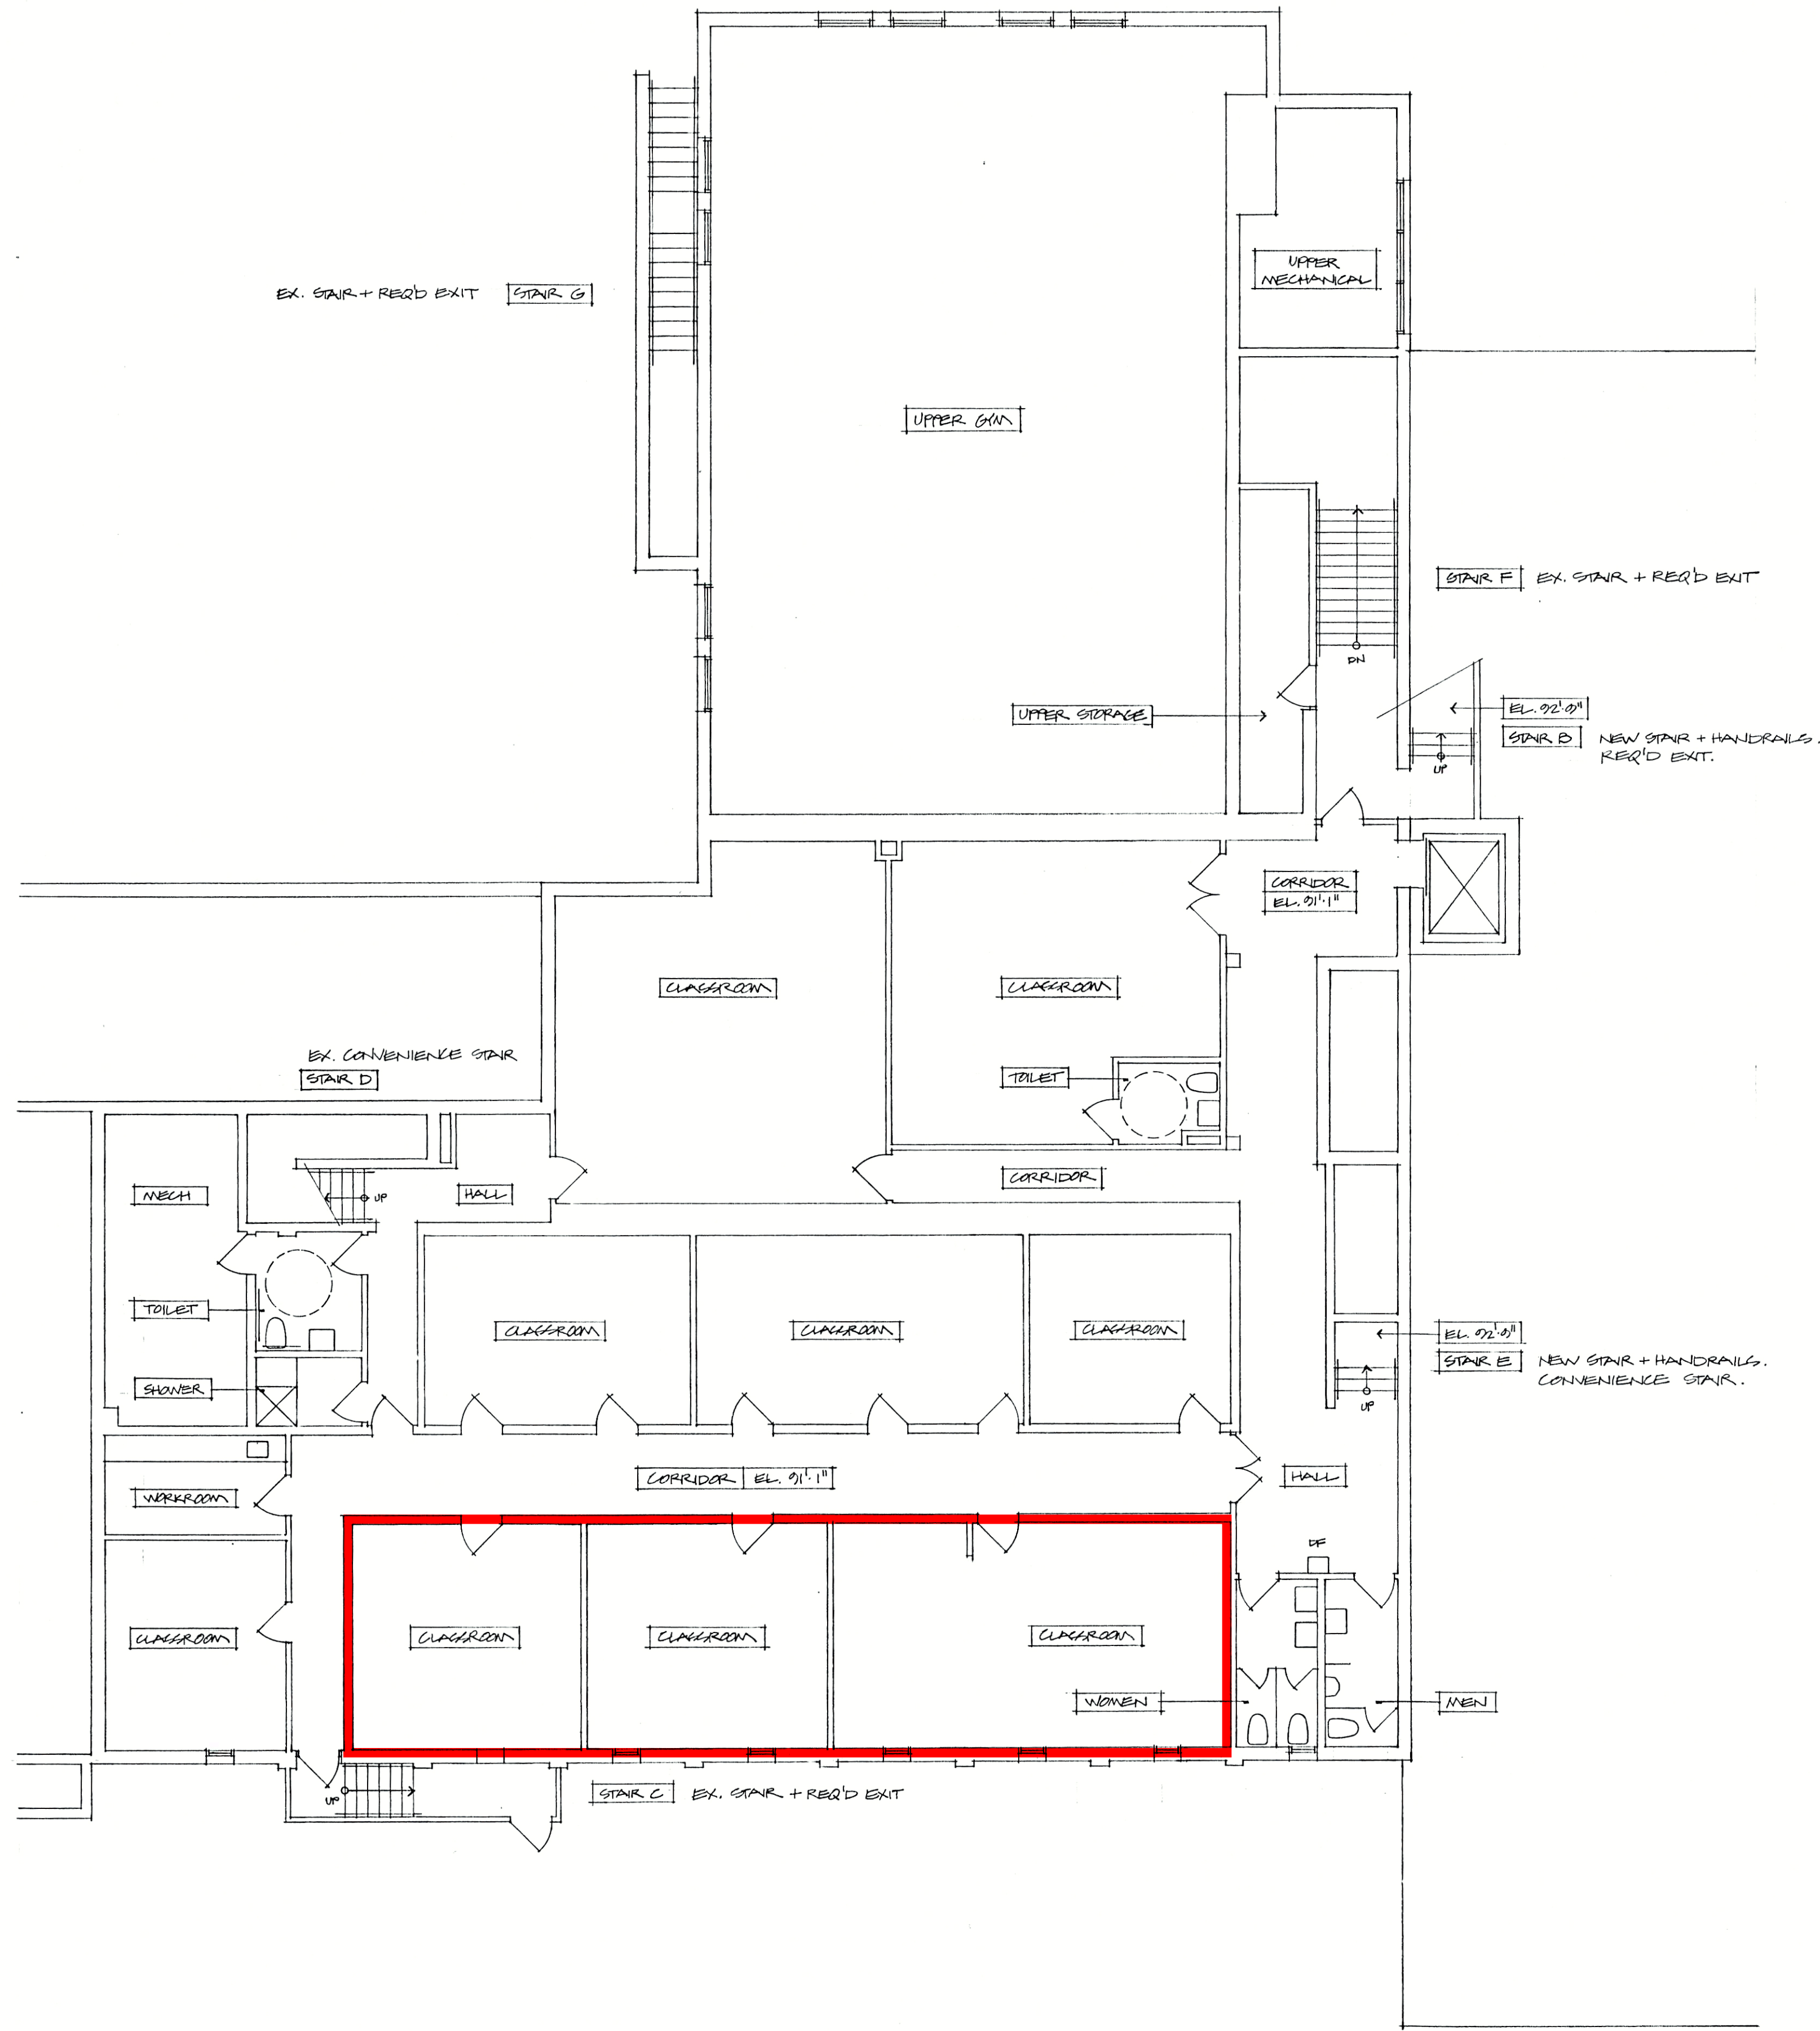 EX. STAIR + REQ'D EXIT STAIR G
UPPER
MECHANICAL
UPPER GYM
STAIR F EX. STAIR + REQ'D EXIT
DN
UPPER STORAGE
EL. 92'-9"
STAIR B NEW STAIR + HANDRAILS.
REQ'D EXIT.
UP
CORRIDOR
EL. 91'-1"
CLASSROOM
CLASSROOM
EX. CONVENIENCE STAIR
STAIR D
TOILET
MECH
UP
HALL
CORRIDOR
TOILET
CLASSROOM
CLASSROOM
CLASSROOM
EL. 92'-9"
STAIR E NEW STAIR + HANDRAILS.
CONVENIENCE STAIR.
SHOWER
UP
CORRIDOR EL. 91'-1"
HALL
WORKROOM
DF
CLASSROOM
CLASSROOM
CLASSROOM
CLASSROOM
WOMEN
MEN
UP
STAIR C EX. STAIR + REQ'D EXIT